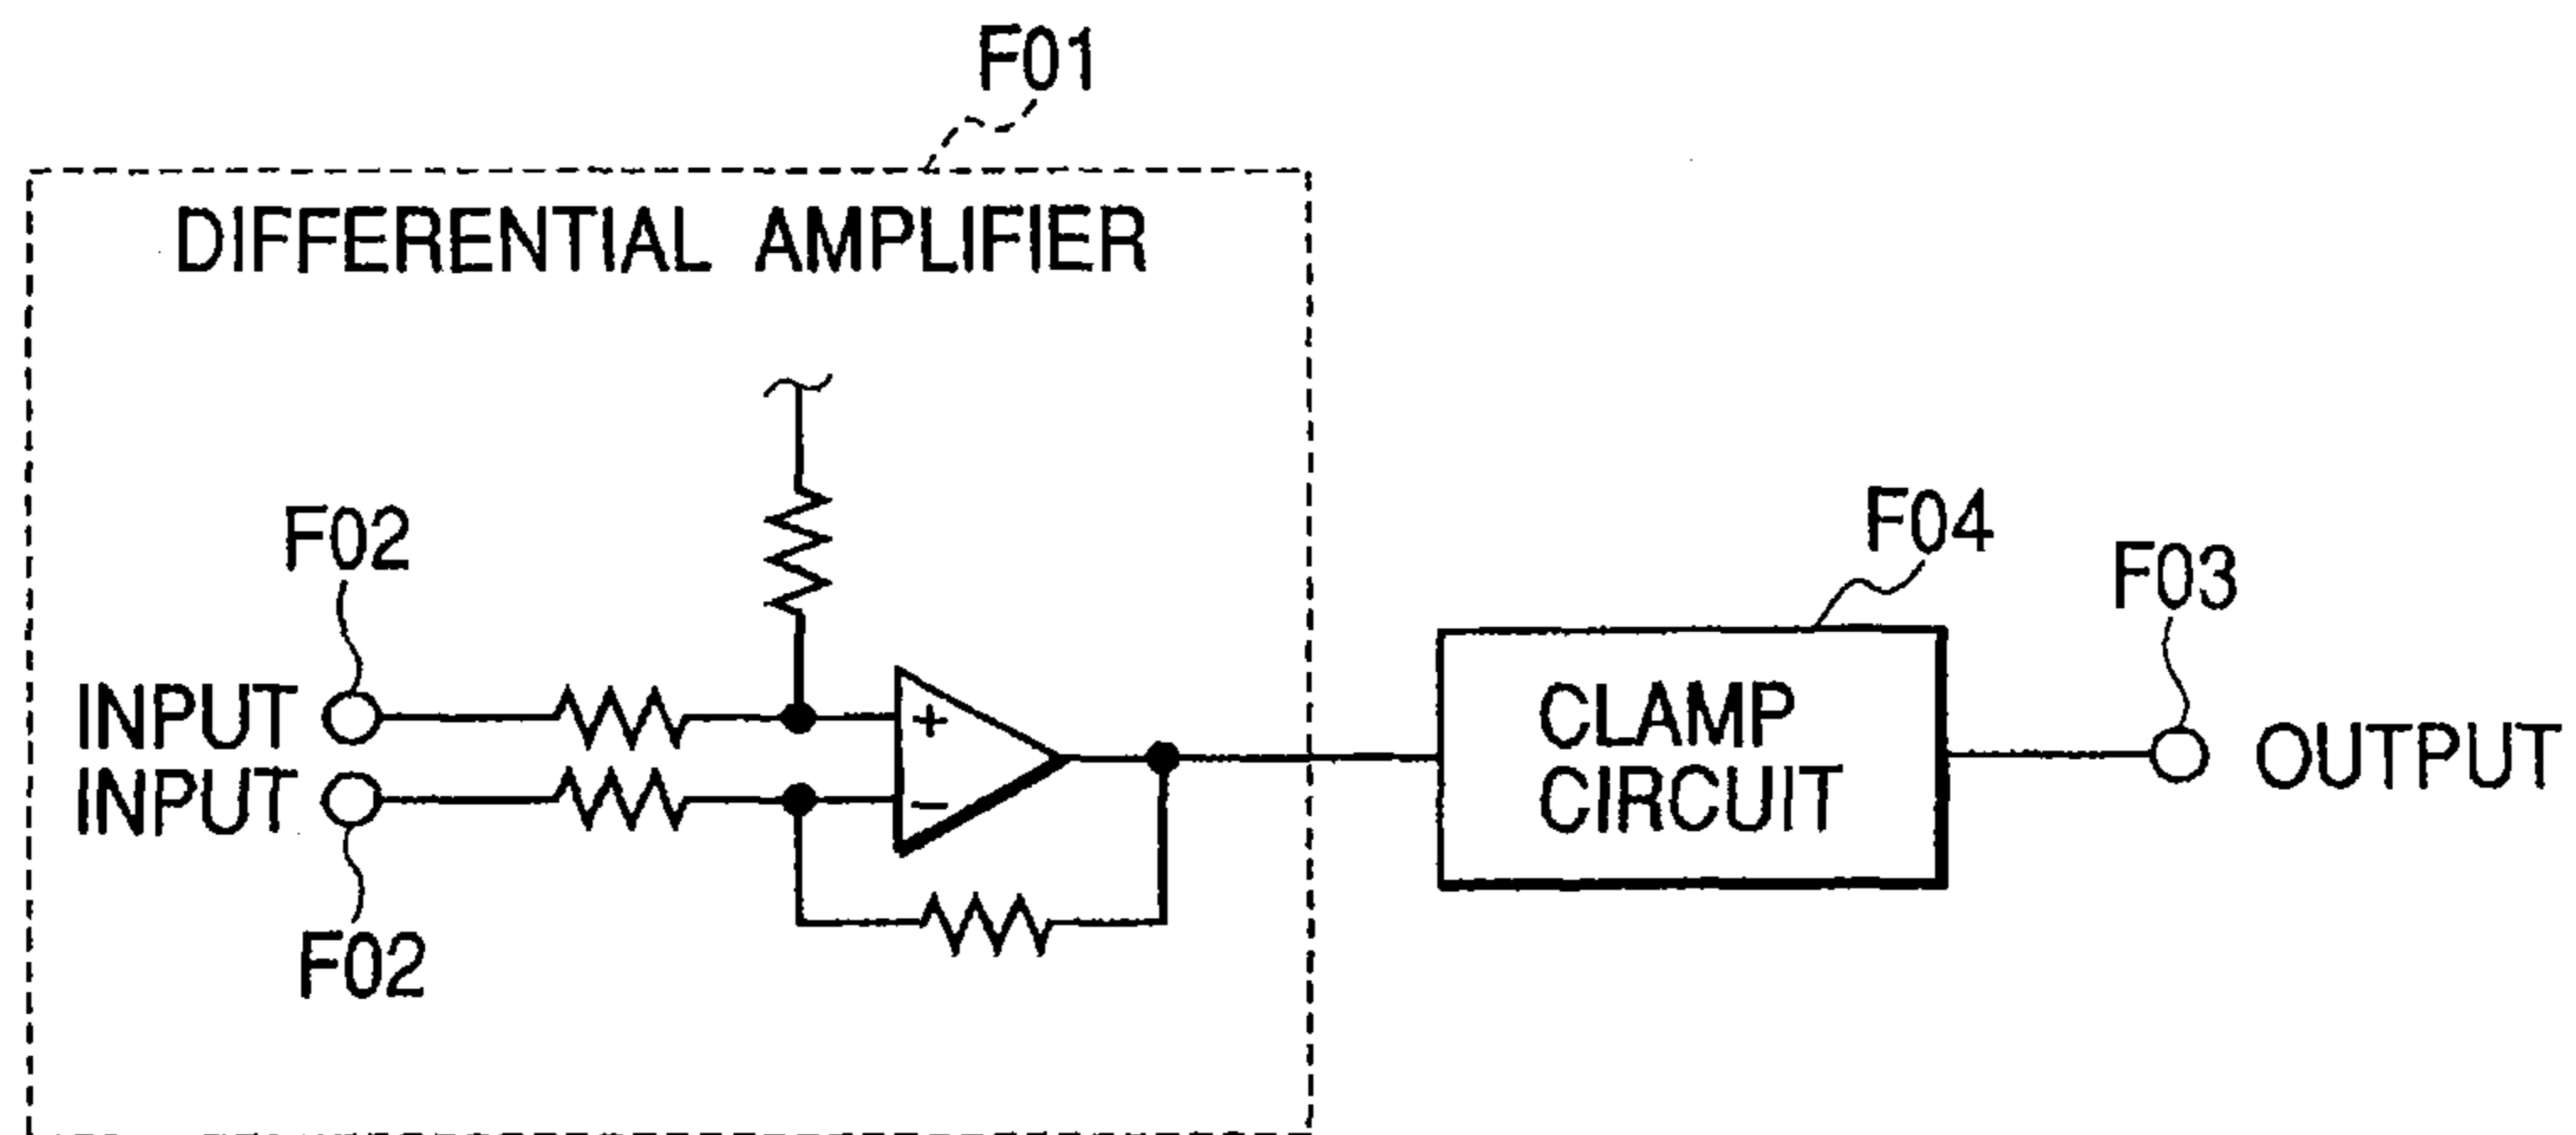 F01
DIFFERENTIAL AMPLIFIER
F02
F04
F03
INPUT
+
CLAMP
CIRCUIT
OUTPUT
INPUT
−
F02